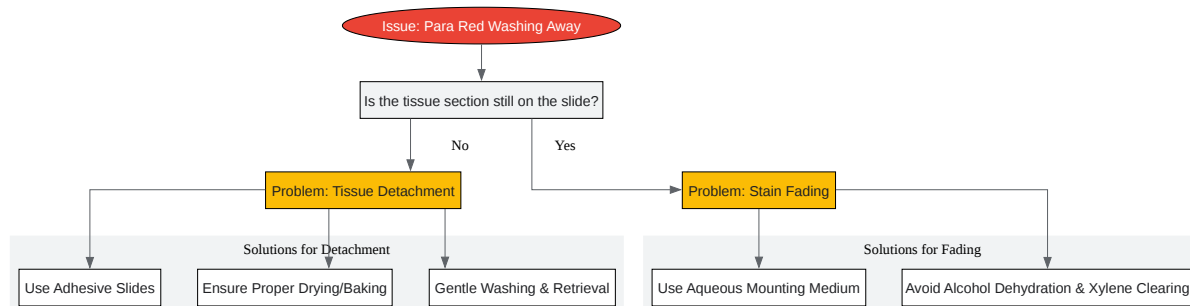 Issue: Para Red Washing Away
Is the tissue section still on the slide?
No
Yes
Problem: Tissue Detachment
Problem: Stain Fading
Solutions for Detachment
Solutions for Fading
Use Adhesive Slides
Ensure Proper Drying/Baking
Gentle Washing & Retrieval
Use Aqueous Mounting Medium
Avoid Alcohol Dehydration & Xylene Clearing